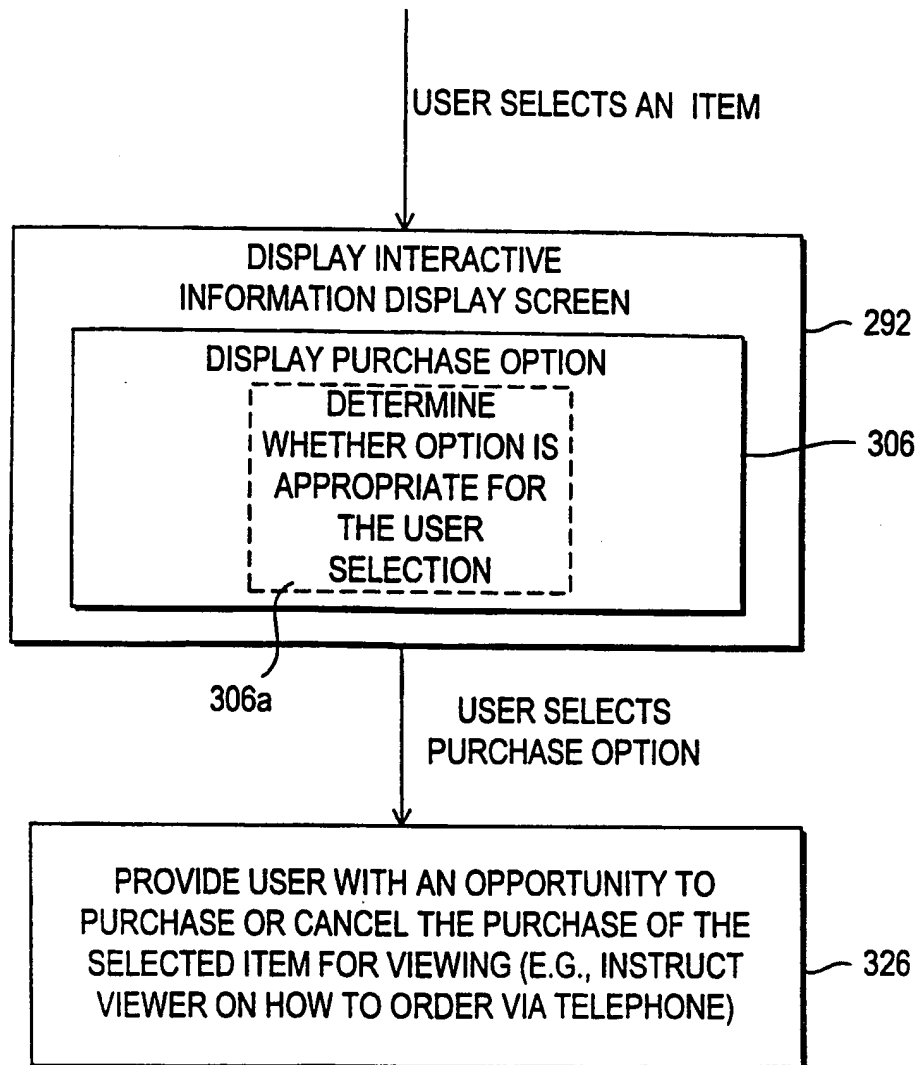 USER SELECTS AN ITEM
DISPLAY INTERACTIVE
INFORMATION DISPLAY SCREEN
292
DISPLAY PURCHASE OPTION
DETERMINE
WHETHER OPTION IS
APPROPRIATE FOR
THE USER
SELECTION
306
306a
USER SELECTS
PURCHASE OPTION
PROVIDE USER WITH AN OPPORTUNITY TO
PURCHASE OR CANCEL THE PURCHASE OF THE
SELECTED ITEM FOR VIEWING (E.G., INSTRUCT
VIEWER ON HOW TO ORDER VIA TELEPHONE)
326